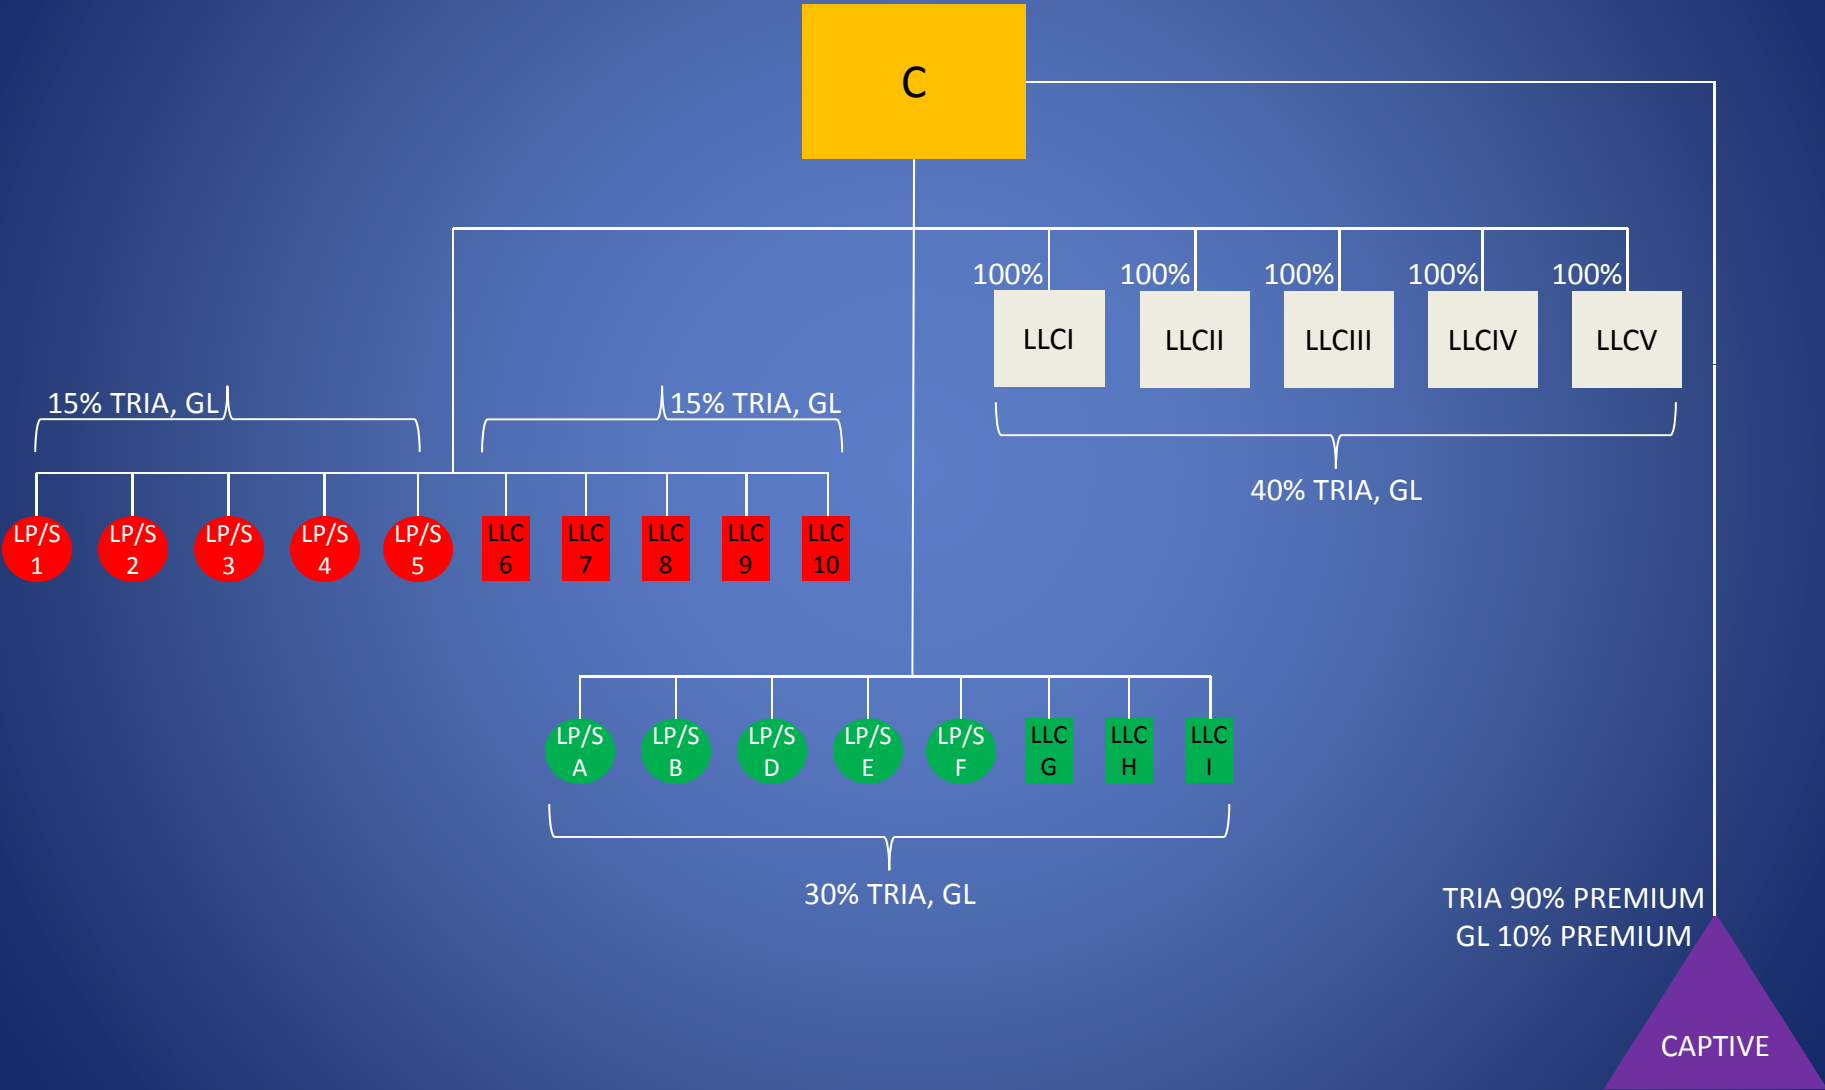 C
100%
100%
100%
100%
100%
LLCI
LLCII
LLCIII
LLCIV
LLCV
15% TRIA, GL
15% TRIA, GL
40% TRIA, GL
LP/S
1
LP/S
2
LP/S
3
LP/S
4
LP/S
5
LLC
6
LLC
7
LLC
8
LLC
9
LLC
10
LP/S
A
LP/S
B
LP/S
D
LP/S
E
LP/S
F
LLC
G
LLC
H
LLC
I
30% TRIA, GL
TRIA 90% PREMIUM
GL 10% PREMIUM
CAPTIVE